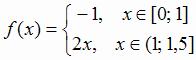 f(x) = { -1, x ∈ [0; 1]
2x, x ∈ (1; 1,5]